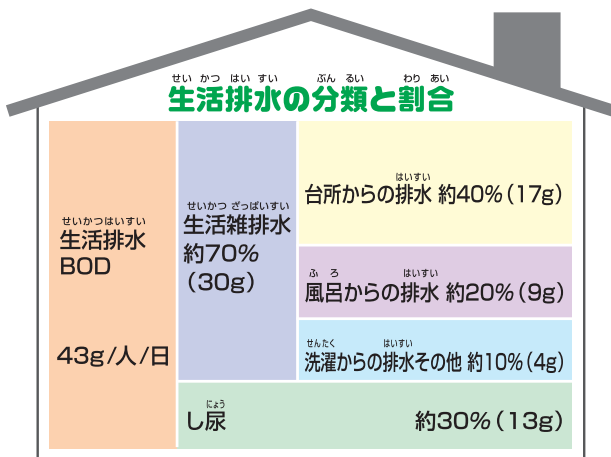 せい かつ はい すい ぶん るい わり あい
生活排水の分類と割合
せいかつはいすい
生活排水
BOD
43g/人/日
せいかつ ざっぱいすい
生活雑排水
約70%
（30g）
はいすい
台所からの排水 約40%（17g）
ふ ろ はいすい
風呂からの排水 約20%（9g）
せんたく はいすい
洗濯からの排水その他 約10%（4g）
にょう
し尿 約30%（13g）